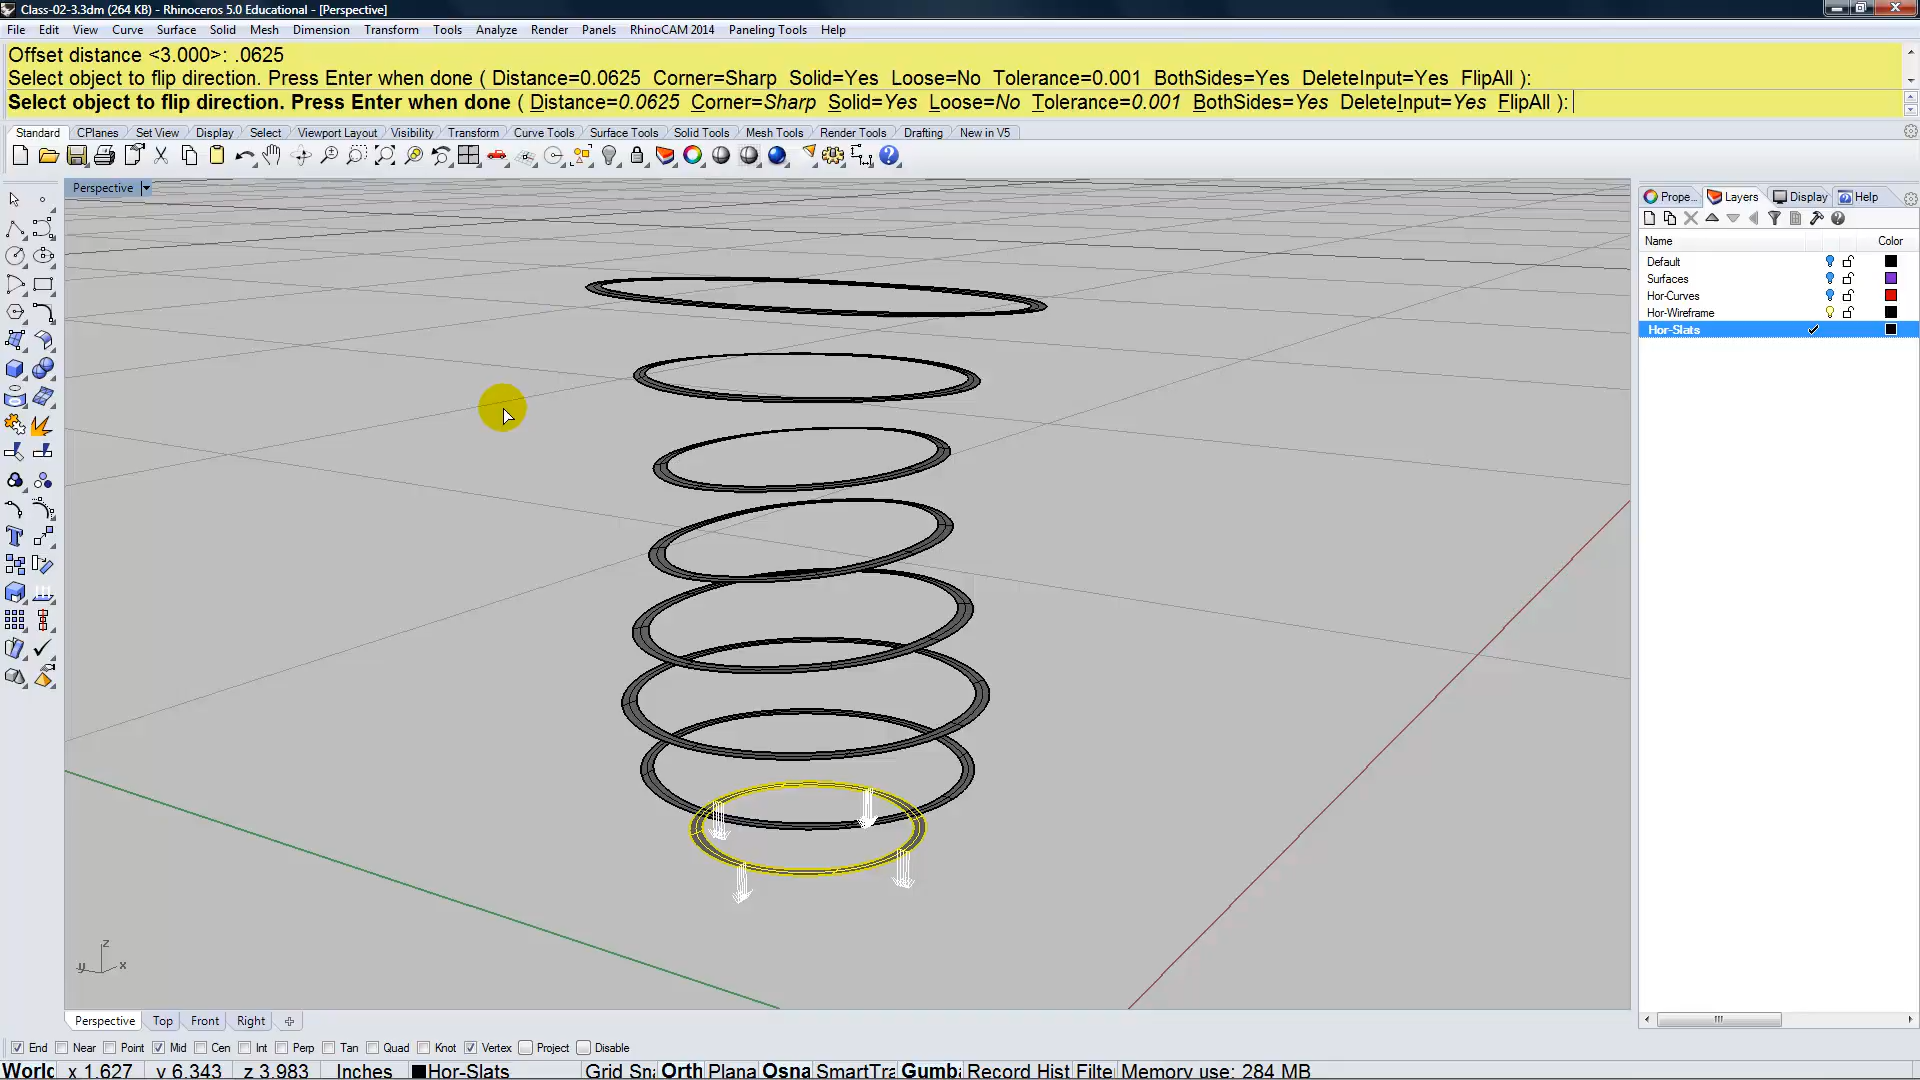 Class-02-3.3dm (264 KB) - Rhinoceros 5.0 Educational - [Perspective]
File Edit View Curve Surface Solid Mesh Dimension Transform Tools Analyze Render Panels RhinoCAM 2014 Paneling Tools Help
Offset distance <3.000>: .0625
Select object to flip direction. Press Enter when done ( Distance=0.0625 Corner=Sharp Solid=Yes Loose=No Tolerance=0.001 BothSides=Yes DeleteInput=Yes FlipAll ):
Select object to flip direction. Press Enter when done ( Distance=0.0625 Corner=Sharp Solid=Yes Loose=No Tolerance=0.001 BothSides=Yes DeleteInput=Yes FlipAll ):
Standard CPlanes Set View Display Select Viewport Layout Visibility Transform Curve Tools Surface Tools Solid Tools Mesh Tools Render Tools Drafting New in V5
Perspective
Prope... Layers Display Help
Name Color
Default
Surfaces
Hor-Curves
Hor-Wireframe
Hor-Slats
z
y x
Perspective Top Front Right
End Near Point Mid Cen Int Perp Tan Quad Knot Vertex Project Disable
World x 1.627 y 6.343 z 3.983 Inches Hor-Slats Grid Sna Orth Plana Osna SmartTra Gumba Record Hist Filte Memory use: 284 MB